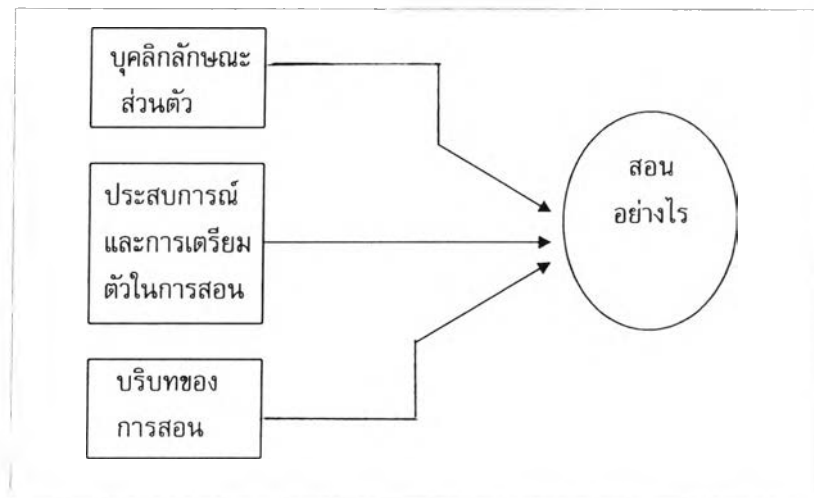 บุคลิกลักษณะ
ส่วนตัว
ประสบการณ์
และการเตรียม
ตัวในการสอน
บริบทของ
การสอน
สอน
อย่างไร